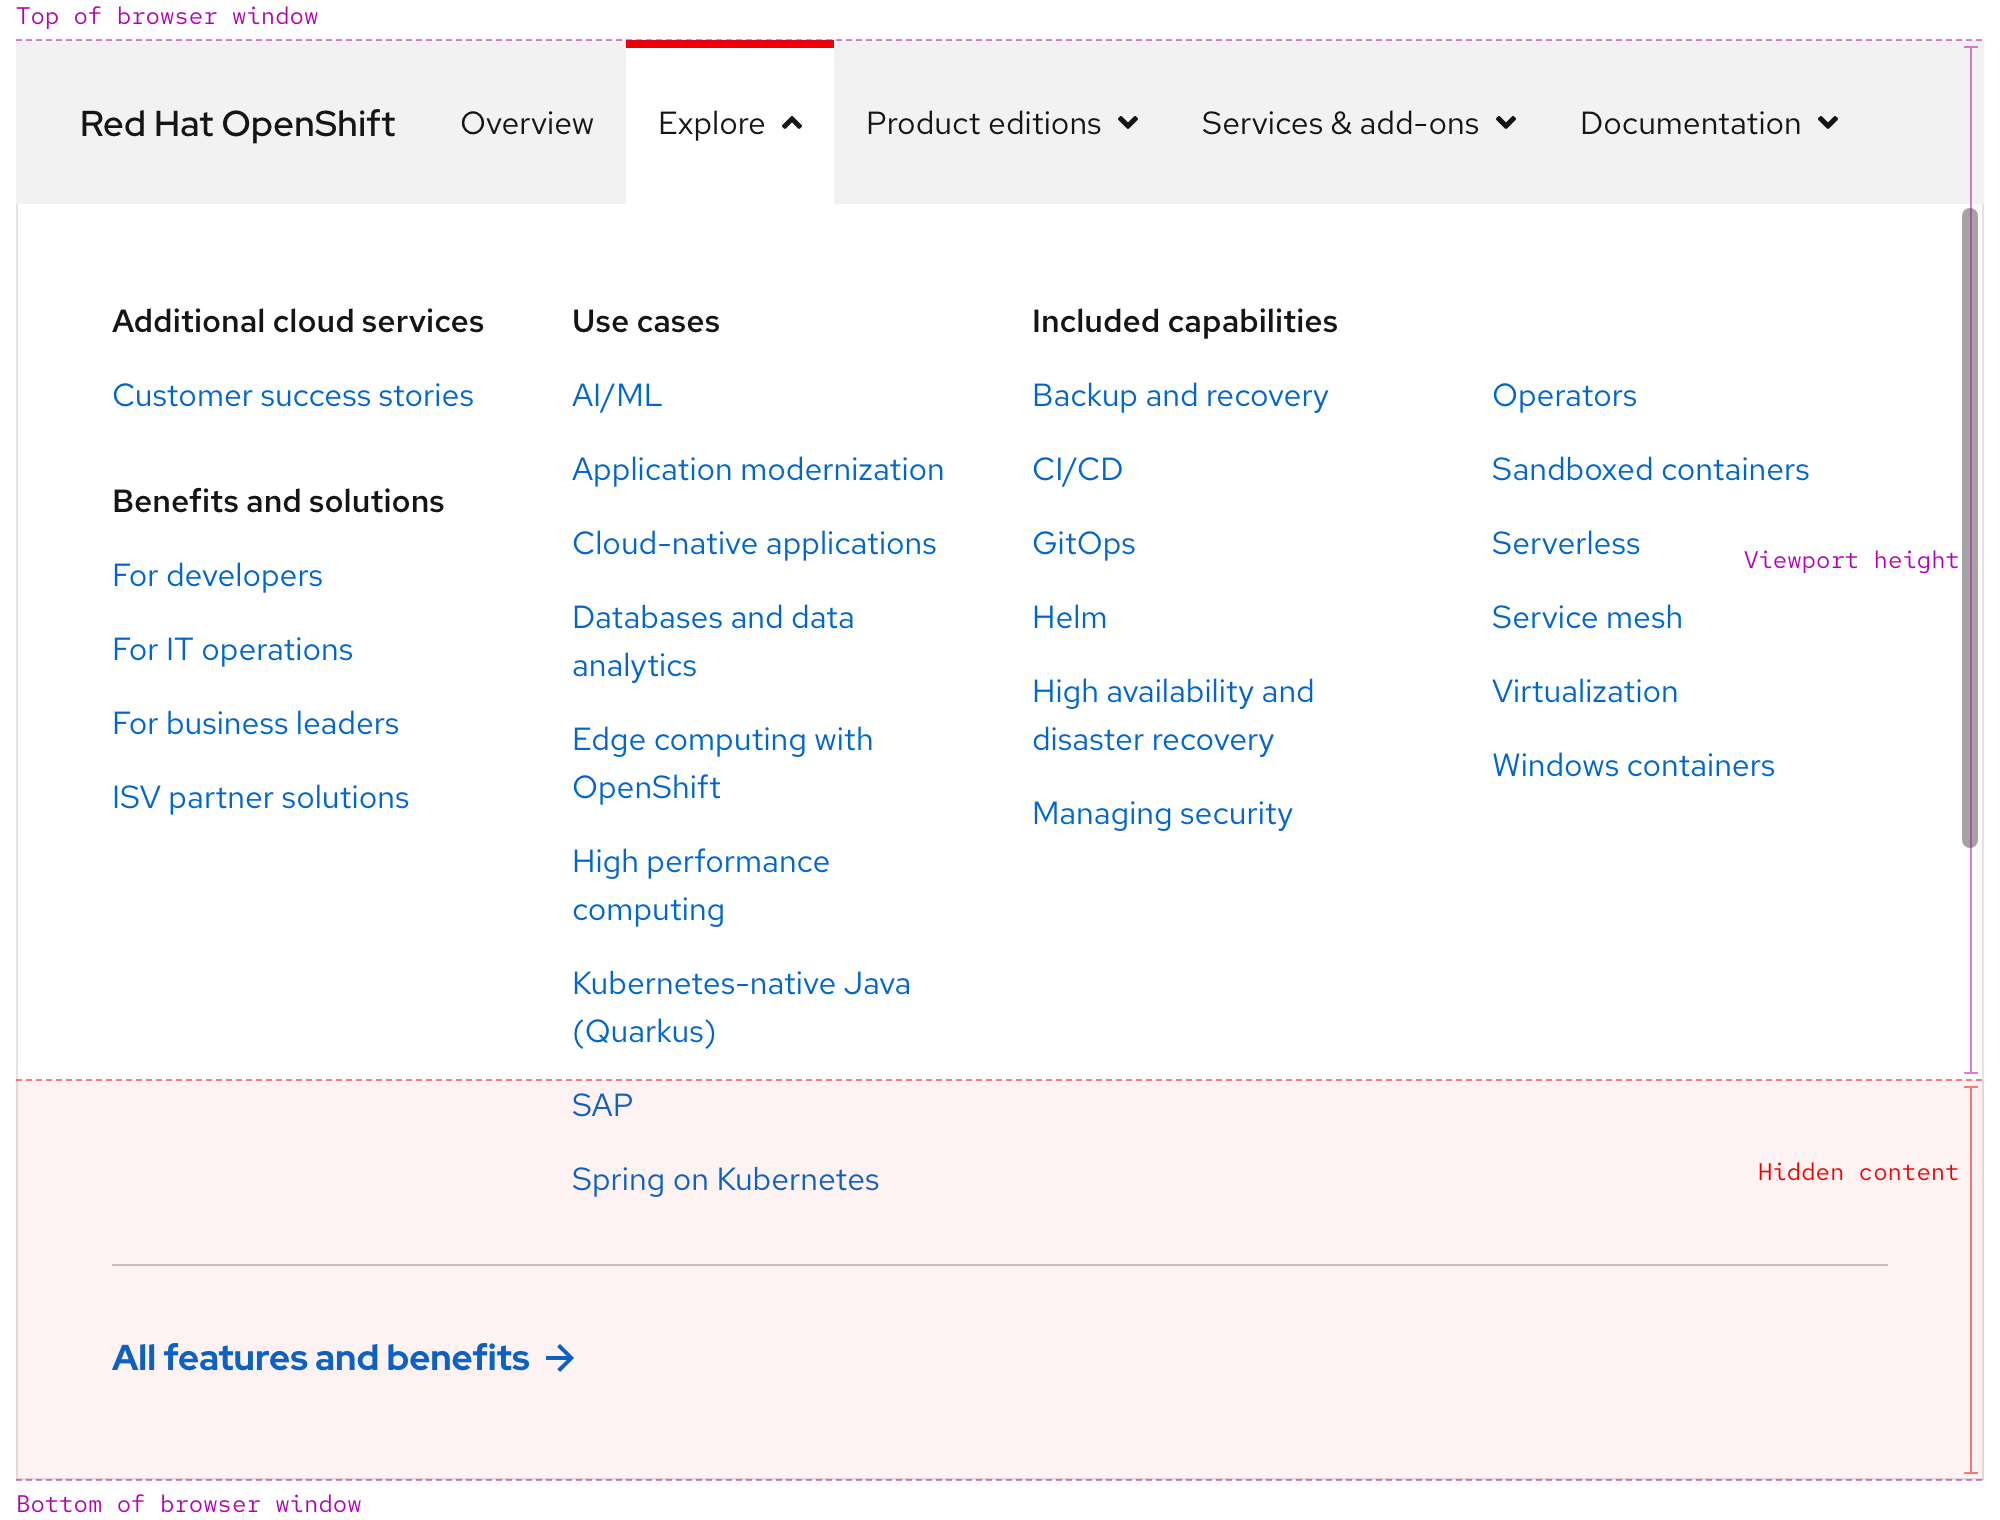 Top of browser window
Red Hat OpenShift
Overview
Explore
Product editions
Services & add-ons
Documentation
Additional cloud services
Customer success stories
Benefits and solutions
For developers
For IT operations
For business leaders
ISV partner solutions
Use cases
AI/ML
Application modernization
Cloud-native applications
Databases and data
analytics
Edge computing with
OpenShift
High performance
computing
Kubernetes-native Java
(Quarkus)
SAP
Spring on Kubernetes
Included capabilities
Backup and recovery
CI/CD
GitOps
Helm
High availability and
disaster recovery
Managing security
Operators
Sandboxed containers
Serverless
Service mesh
Virtualization
Windows containers
Viewport height
Hidden content
All features and benefits
Bottom of browser window